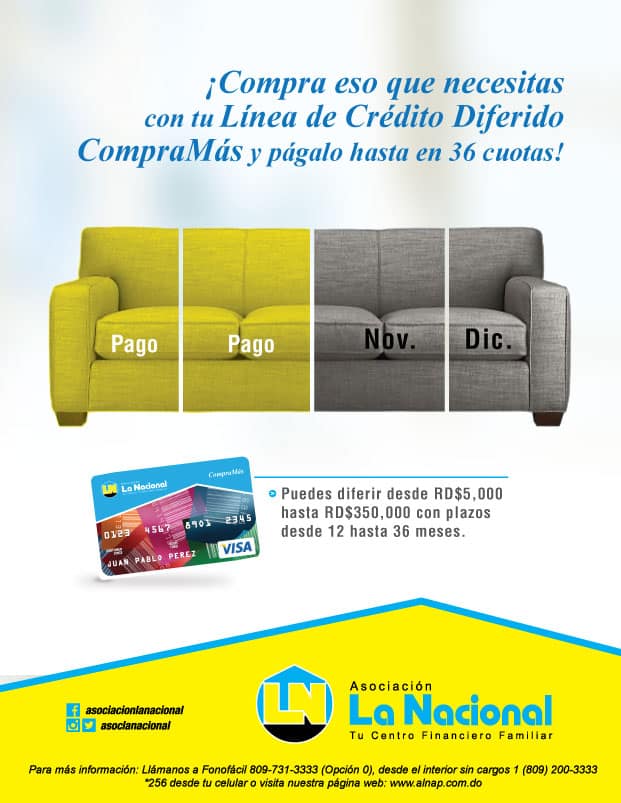 ¡Compra eso que necesitas
con tu Línea de Crédito Diferido
CompraMás y págalo hasta en 36 cuotas!
Pago Pago Nov. Dic.
CompraMás
LN La Nacional
0123 4567 8901 2345
JUAN PABLO PEREZ
VISA
Puedes diferir desde RD$5,000
hasta RD$350,000 con plazos
desde 12 hasta 36 meses.
asociacionlanacional
asoclanacional
LN
Asociación
La Nacional
Tu Centro Financiero Familiar
Para más información: Llámanos a Fonofácil 809-731-3333 (Opción 0), desde el interior sin cargos 1 (809) 200-3333
*256 desde tu celular o visita nuestra página web: www.alnap.com.do